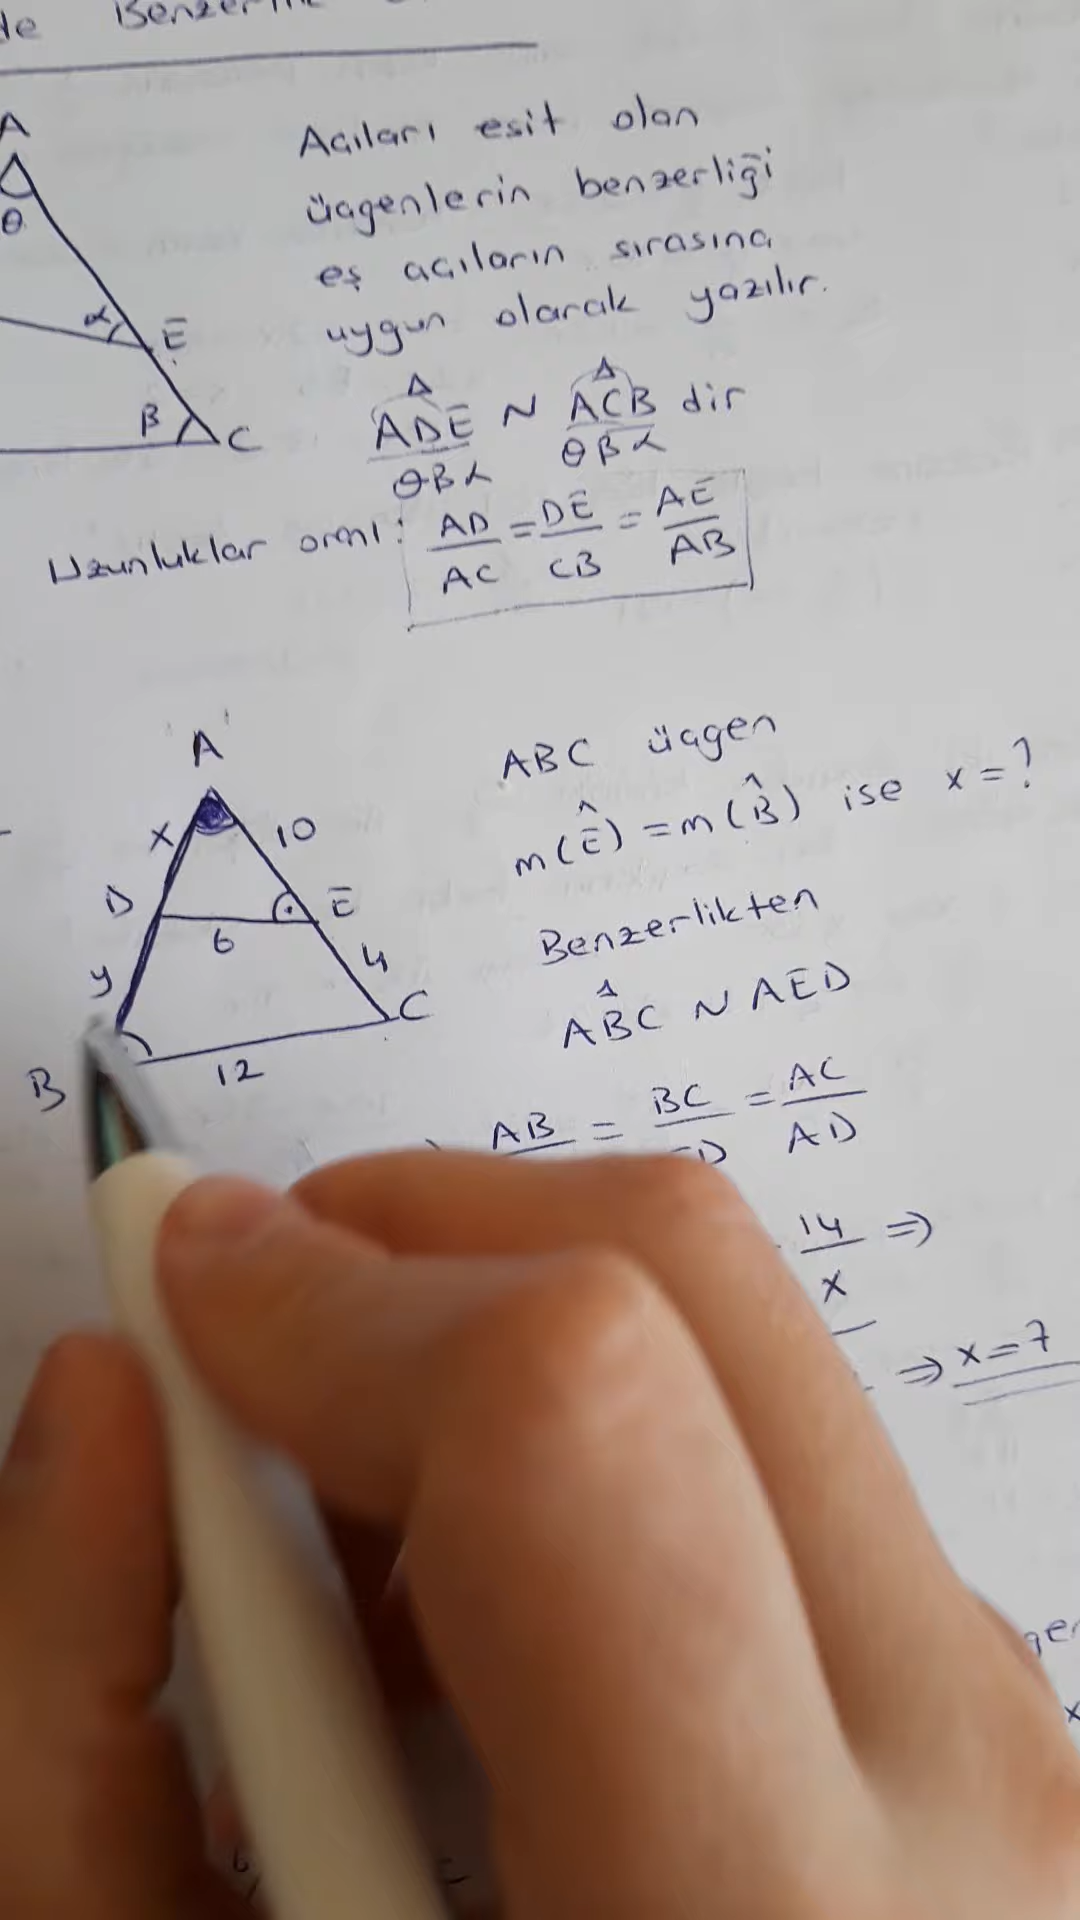 Benzerlik
A
θ
α E
β C
Açıları esit olan
üçgenlerin benzerliği
eş açıların sırasına
uygun olarak yazılır.
ADE ~ ACB dir
θβα θβα
Uzunluklar oranı: AD/AC = DE/CB = AE/AB
A
x 10
D E
6
y 4
C
B 12
ABC üçgen
m(Ê) = m(B̂) ise x = ?
Benzerlikten
ABC ~ AED
AB = BC = AC
AD
14 ⇒
x
⇒ x=7